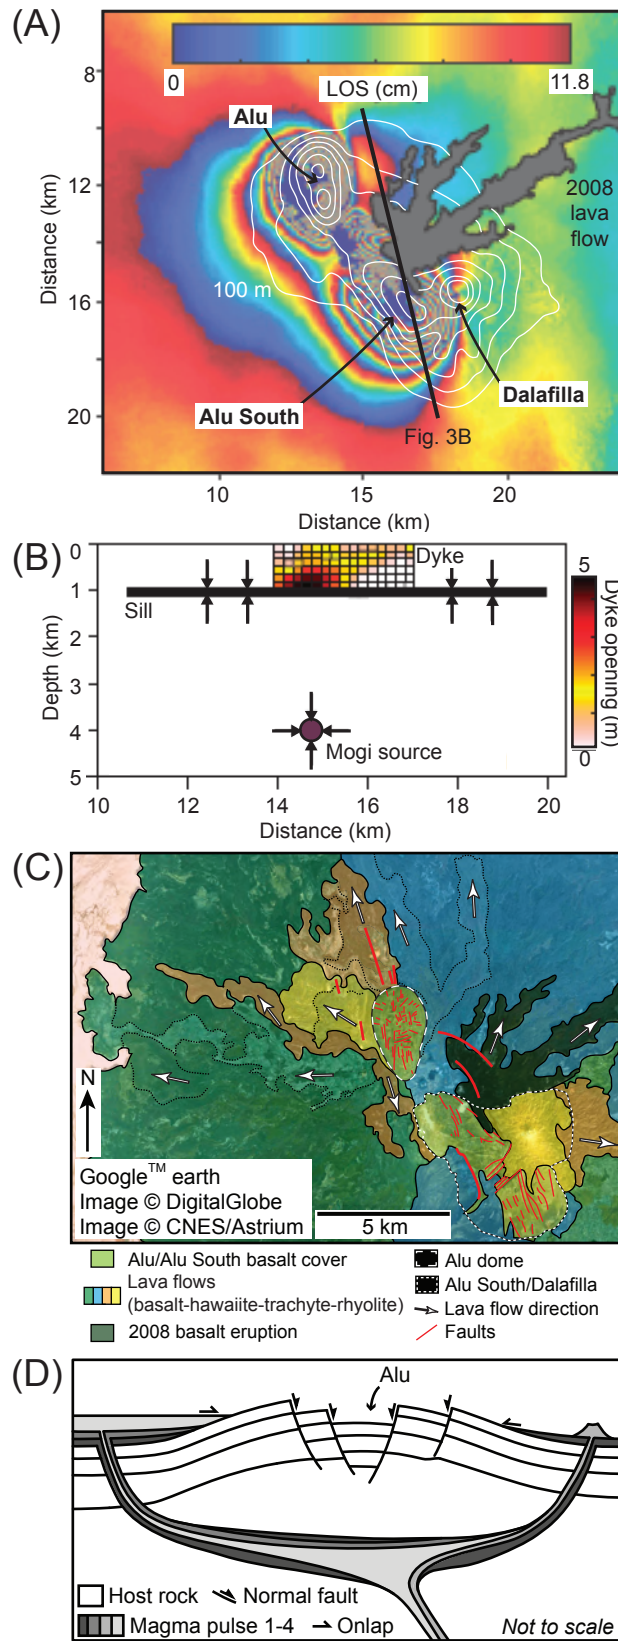 (A)
0
LOS (cm)
11.8
Alu
2008
lava
flow
100 m
Alu South
Dalafilla
Fig. 3B
8
12
16
20
Distance (km)
10
15
20
Distance (km)
(B)
0
1
2
3
4
5
Depth (km)
Dyke
Sill
Mogi source
5
0
Dyke opening (m)
10
12
14
16
18
20
Distance (km)
(C)
N
Google™ earth
Image © DigitalGlobe
Image © CNES/Astrium
5 km
Alu/Alu South basalt cover
Lava flows
(basalt-hawaiite-trachyte-rhyolite)
2008 basalt eruption
Alu dome
Alu South/Dalafilla
Lava flow direction
Faults
(D)
Alu
Host rock
Normal fault
Magma pulse 1-4
Onlap
Not to scale